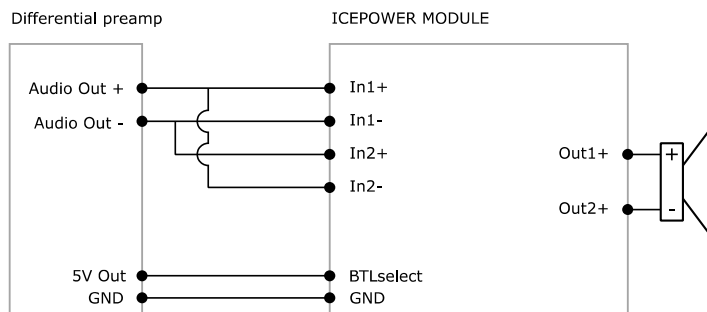 Differential preamp
ICEPOWER MODULE
Audio Out +
In1+
Audio Out -
In1-
In2+
Out1+
+
In2-
Out2+
-
5V Out
BTLselect
GND
GND